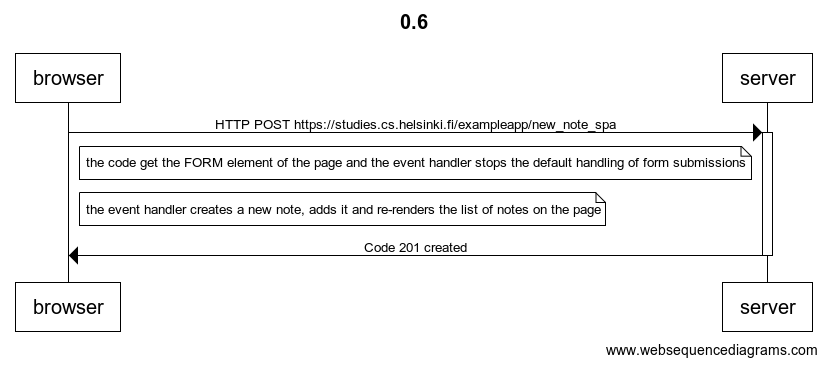 0.6
browser
server
HTTP POST https://studies.cs.helsinki.fi/exampleapp/new_note_spa
the code get the FORM element of the page and the event handler stops the default handling of form submissions
the event handler creates a new note, adds it and re-renders the list of notes on the page
Code 201 created
browser
server
www.websequencediagrams.com